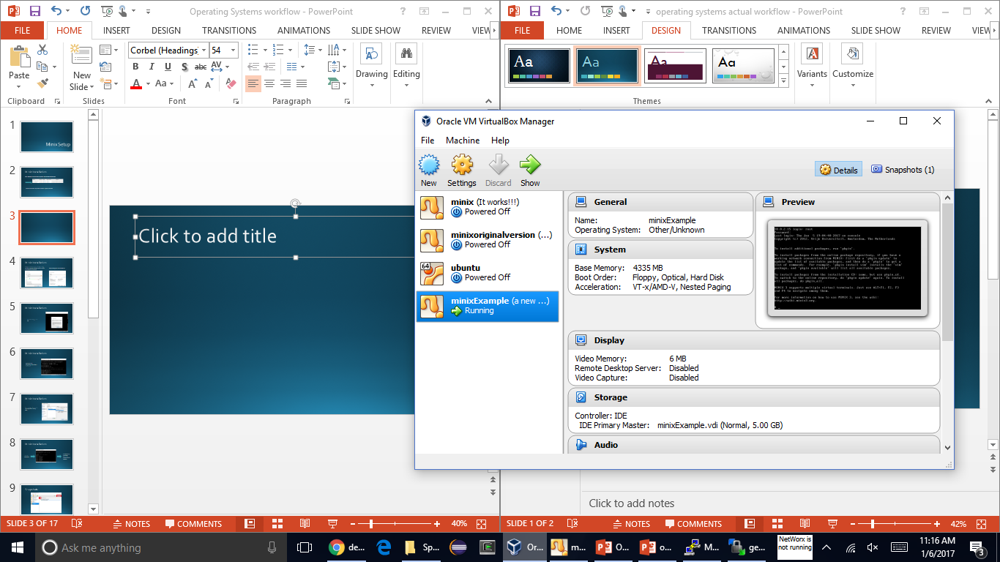 Operating Systems workflow - PowerPoint
FILE HOME INSERT DESIGN TRANSITIONS ANIMATIONS SLIDE SHOW REVIEW VIEW
Paste
New
Slide
Corbel (Headings) 54
B I U S abc AV
A Aa A A
Drawing
Editing
Clipboard Slides Font Paragraph
1
Minix Setup
2
3
4
5
6
7
8
9
Click to add title
SLIDE 3 OF 17 NOTES COMMENTS 40%
operating systems actual workflow - PowerPoint
FILE HOME INSERT DESIGN TRANSITIONS ANIMATIONS SLIDE SHOW REVIEW VIEW
Aa Aa Aa Aa
Variants
Customize
Themes
Click to add notes
SLIDE 1 OF 2 NOTES COMMENTS 42%
Oracle VM VirtualBox Manager
File Machine Help
New Settings Discard Show
Details Snapshots (1)
minix (It works!!!)
Powered Off
minixoriginalversion (...)
Powered Off
64
ubuntu
Powered Off
minixExample (a new ...)
Running
General
Name: minixExample
Operating System: Other/Unknown
System
Base Memory: 4335 MB
Boot Order: Floppy, Optical, Hard Disk
Acceleration: VT-x/AMD-V, Nested Paging
Preview
Display
Video Memory: 6 MB
Remote Desktop Server: Disabled
Video Capture: Disabled
Storage
Controller: IDE
IDE Primary Master: minixExample.vdi (Normal, 5.00 GB)
Audio
Ask me anything
de...
Sp...
Or...
m...
O...
o...
M...
ge...
NetWorx is
not running
11:16 AM
1/6/2017
3